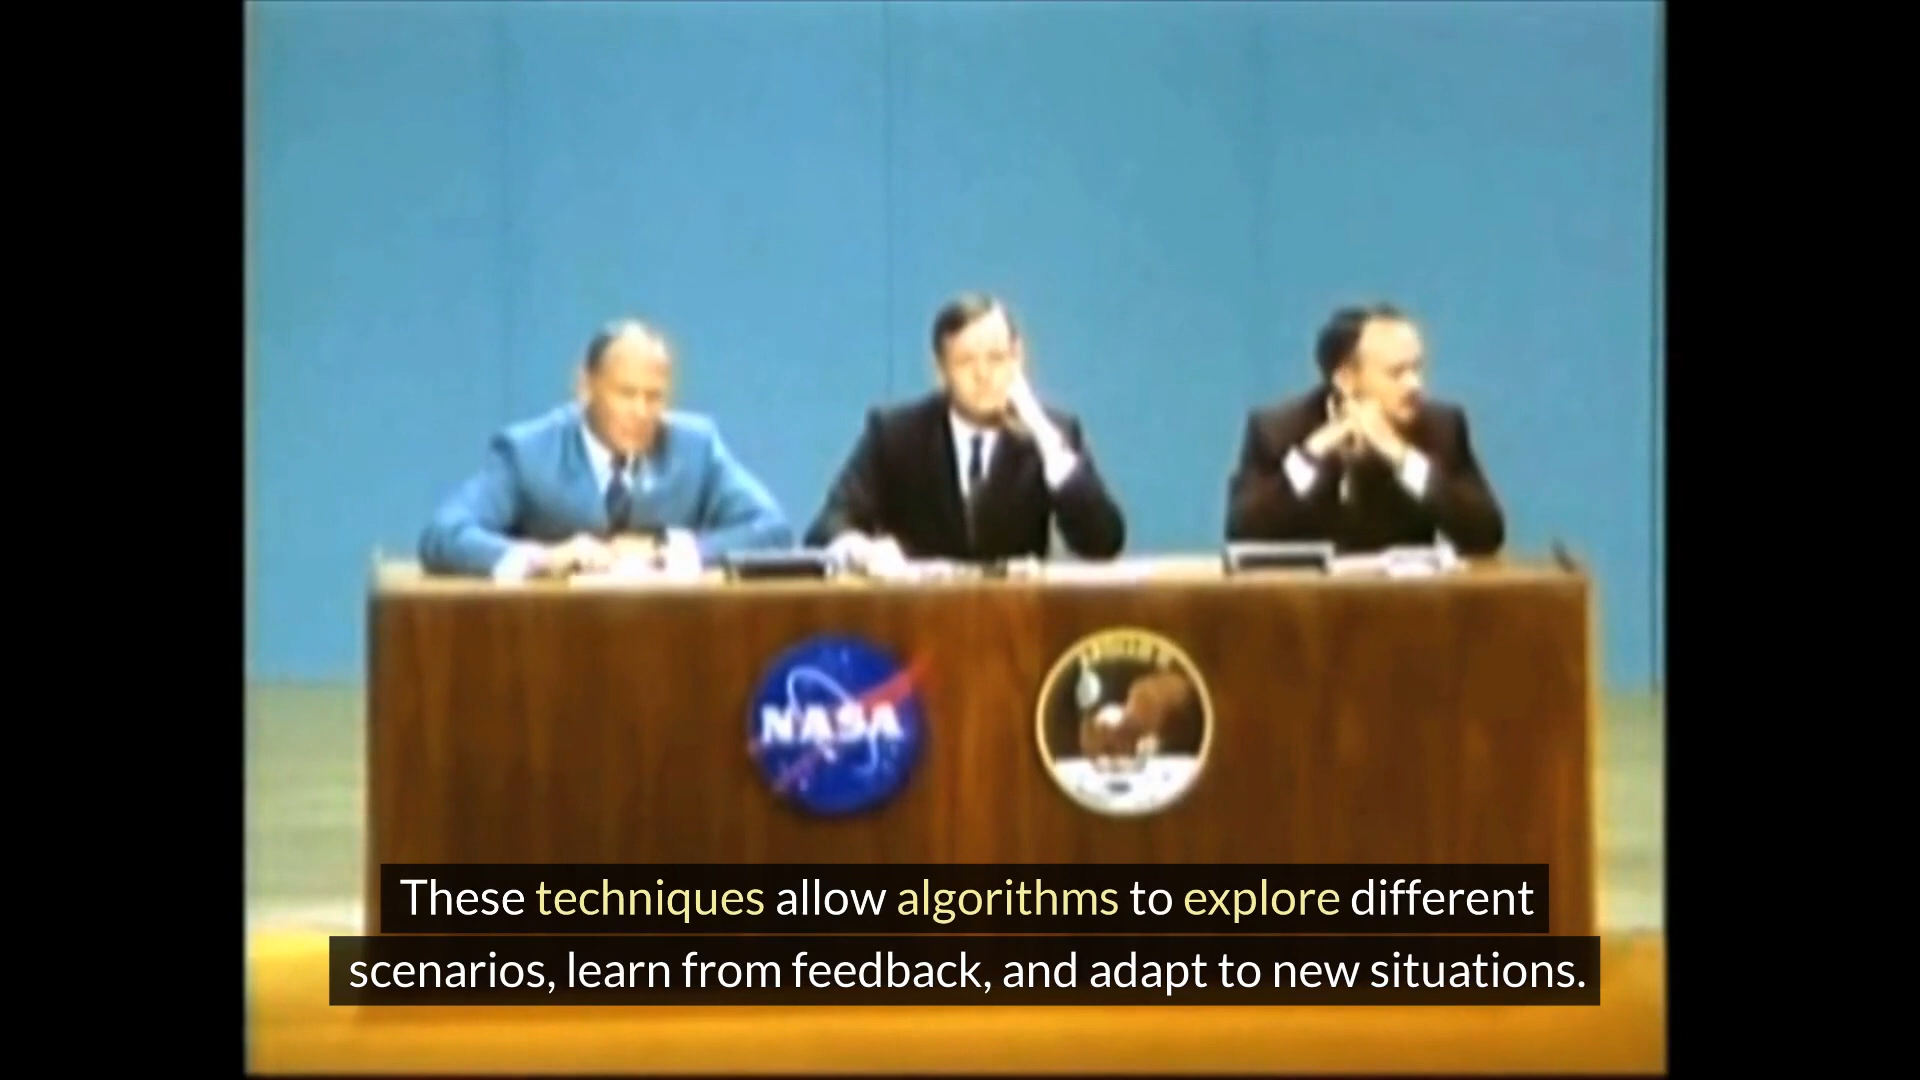 NASA
These techniques allow algorithms to explore different
scenarios, learn from feedback, and adapt to new situations.